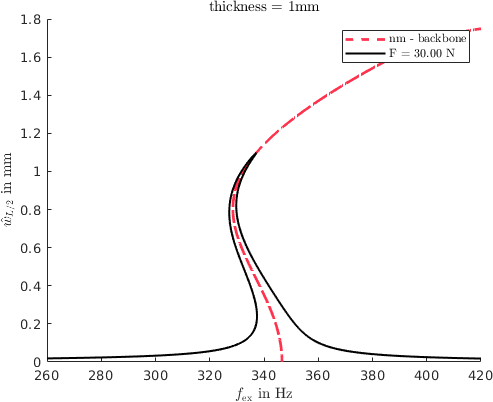 thickness = 1mm
nm - backbone
F = 30.00 N
1.8
1.6
1.4
1.2
1
0.8
0.6
0.4
0.2
0
ŵ_{L/2} in mm
260 280 300 320 340 360 380 400 420
f_{ex} in Hz